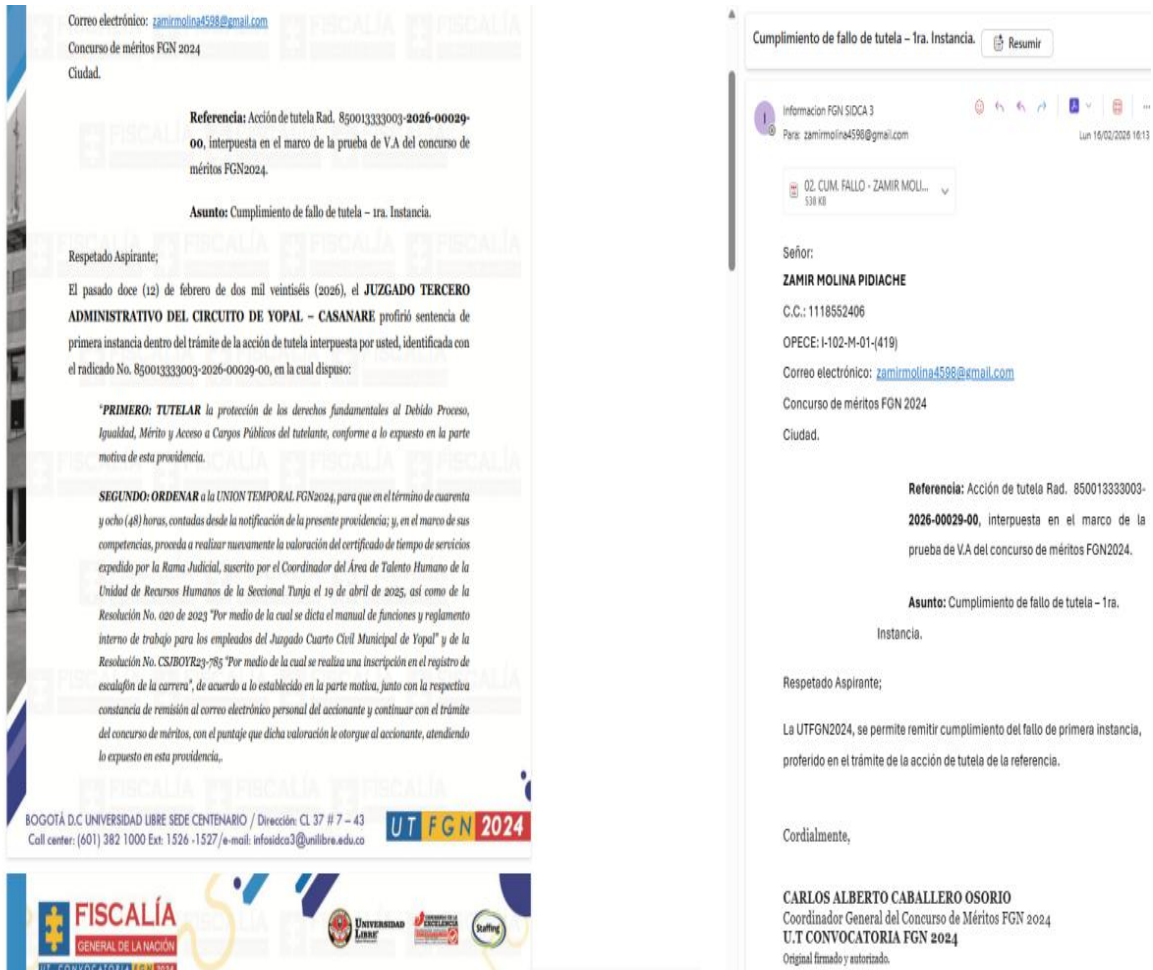 Correo electrónico: zamirmolina4598@gmail.com
Concurso de méritos FGN 2024
Ciudad.
Referencia: Acción de tutela Rad. 850013333003-2026-00029-
00, interpuesta en el marco de la prueba de V.A del concurso de
méritos FGN2024.
Asunto: Cumplimiento de fallo de tutela – 1ra. Instancia.
Respetado Aspirante;
El pasado doce (12) de febrero de dos mil veintiséis (2026), el JUZGADO TERCERO
ADMINISTRATIVO DEL CIRCUITO DE YOPAL – CASANARE profirió sentencia de
primera instancia dentro del trámite de la acción de tutela interpuesta por usted, identificada con
el radicado No. 850013333003-2026-00029-00, en la cual dispuso:
"PRIMERO: TUTELAR la protección de los derechos fundamentales al Debido Proceso,
Igualdad, Mérito y Acceso a Cargos Públicos del tutelante, conforme a lo expuesto en la parte
motiva de esta providencia.
SEGUNDO: ORDENAR a la UNION TEMPORAL FGN2024, para que en el término de cuarenta
y ocho (48) horas, contadas desde la notificación de la presente providencia; y, en el marco de sus
competencias, proceda a realizar nuevamente la valoración del certificado de tiempo de servicios
expedido por la Rama Judicial, suscrito por el Coordinador del Área de Talento Humano de la
Unidad de Recursos Humanos de la Seccional Tunja el 19 de abril de 2025, así como de la
Resolución No. 020 de 2023 "Por medio de la cual se dicta el manual de funciones y reglamento
interno de trabajo para los empleados del Juzgado Cuarto Civil Municipal de Yopal" y de la
Resolución No. CSJBOYR23-785 "Por medio de la cual se realiza una inscripción en el registro de
escalafón de la carrera", de acuerdo a lo establecido en la parte motiva, junto con la respectiva
constancia de remisión al correo electrónico personal del accionante y continuar con el trámite
del concurso de méritos, con el puntaje que dicha valoración le otorgue al accionante, atendiendo
lo expuesto en esta providencia,.
BOGOTÁ D.C UNIVERSIDAD LIBRE SEDE CENTENARIO / Dirección: CL 37 # 7 – 43
Call center: (601) 382 1000 Ext: 1526 -1527/e-mail: infosidca3@unilibre.edu.co
UT FGN 2024
FISCALÍA
GENERAL DE LA NACIÓN
UT CONVOCATORIA FGN 2024
UNIVERSIDAD
LIBRE
Staffing
Cumplimiento de fallo de tutela – 1ra. Instancia.
Resumir
I
Informacion FGN SIDCA 3
Para: zamirmolina4598@gmail.com
Lun 16/02/2026 16:13
02. CUM. FALLO - ZAMIR MOLI...
538 KB
Señor:
ZAMIR MOLINA PIDIACHE
C.C.: 1118552406
OPECE: I-102-M-01-(419)
Correo electrónico: zamirmolina4598@gmail.com
Concurso de méritos FGN 2024
Ciudad.
Referencia: Acción de tutela Rad. 850013333003-
2026-00029-00, interpuesta en el marco de la
prueba de V.A del concurso de méritos FGN2024.
Asunto: Cumplimiento de fallo de tutela – 1ra.
Instancia.
Respetado Aspirante;
La UTFGN2024, se permite remitir cumplimiento del fallo de primera instancia,
proferido en el trámite de la acción de tutela de la referencia.
Cordialmente,
CARLOS ALBERTO CABALLERO OSORIO
Coordinador General del Concurso de Méritos FGN 2024
U.T CONVOCATORIA FGN 2024
Original firmado y autorizado.